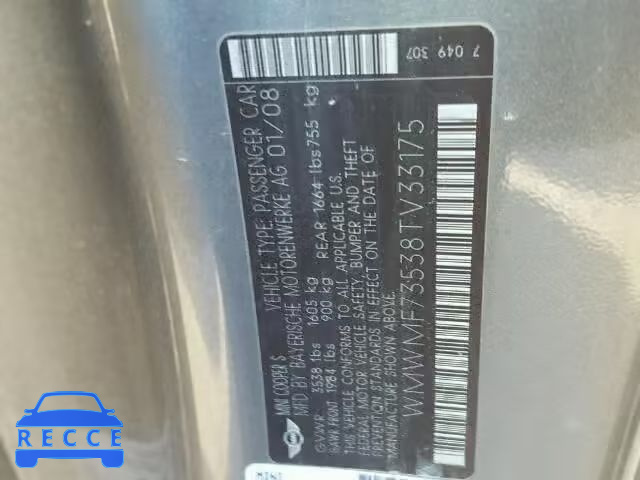 7 049 307
MINI COOPER S VEHICLE TYPE: PASSENGER CAR
MFD BY BAYERISCHE MOTORENWERKE AG 01/08
GVWR 3538 lbs 1605 kg
GAWR FRONT 1984 lbs 900 kg REAR 1664 lbs 755 kg
THIS VEHICLE CONFORMS TO ALL APPLICABLE U.S.
FEDERAL MOTOR VEHICLE SAFETY, BUMPER AND THEFT
PREVENTION STANDARDS IN EFFECT ON THE DATE OF
MANUFACTURE SHOWN ABOVE.
WMWMF73538TV33175
RECCE